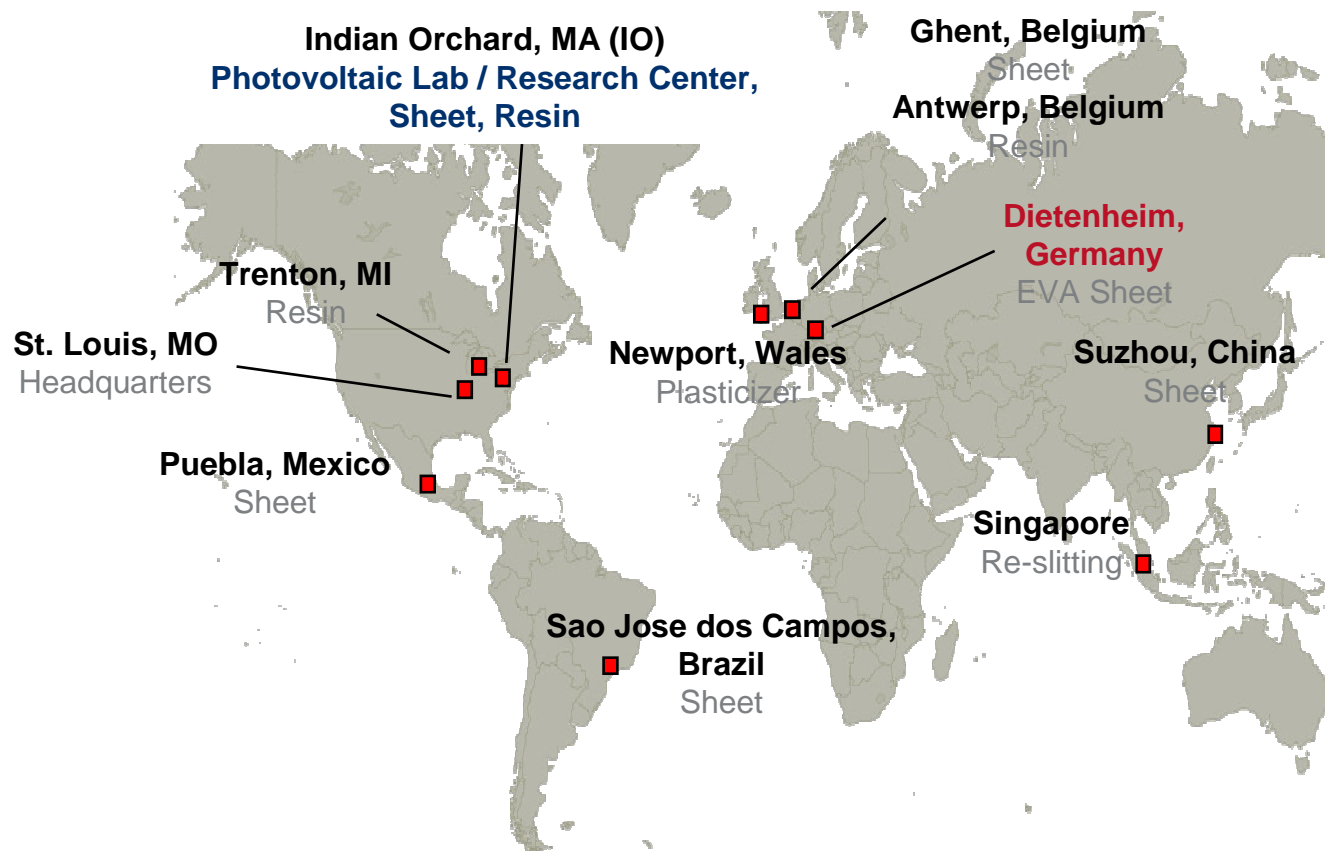 Indian Orchard, MA (IO)
Photovoltaic Lab / Research Center,
Sheet, Resin
Ghent, Belgium
Sheet
Antwerp, Belgium
Resin
Dietenheim,
Germany
EVA Sheet
Trenton, MI
Resin
St. Louis, MO
Headquarters
Newport, Wales
Plasticizer
Suzhou, China
Sheet
Puebla, Mexico
Sheet
Singapore
Re-slitting
Sao Jose dos Campos,
Brazil
Sheet